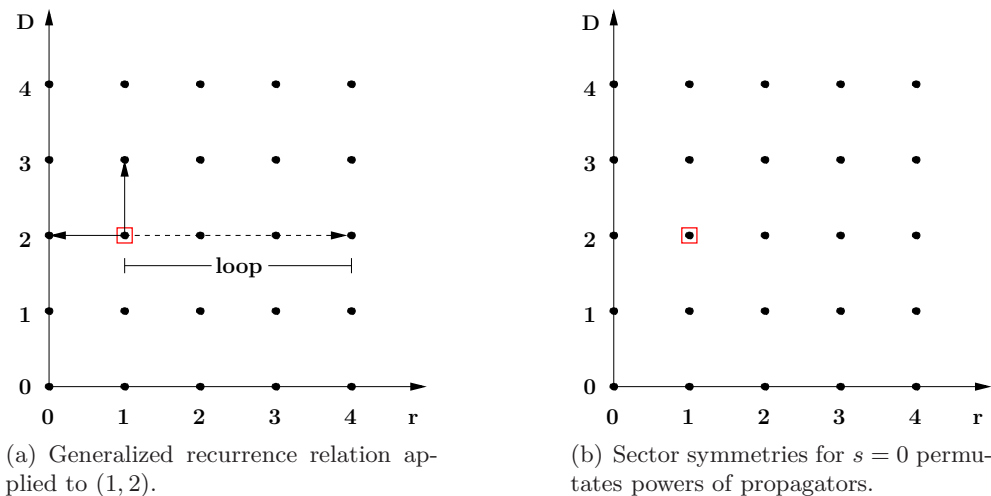 D
4
3
2
1
0
loop
0 1 2 3 4 r
(a) Generalized recurrence relation ap-
plied to (1, 2).
D
4
3
2
1
0
0 1 2 3 4 r
(b) Sector symmetries for s = 0 permu-
tates powers of propagators.